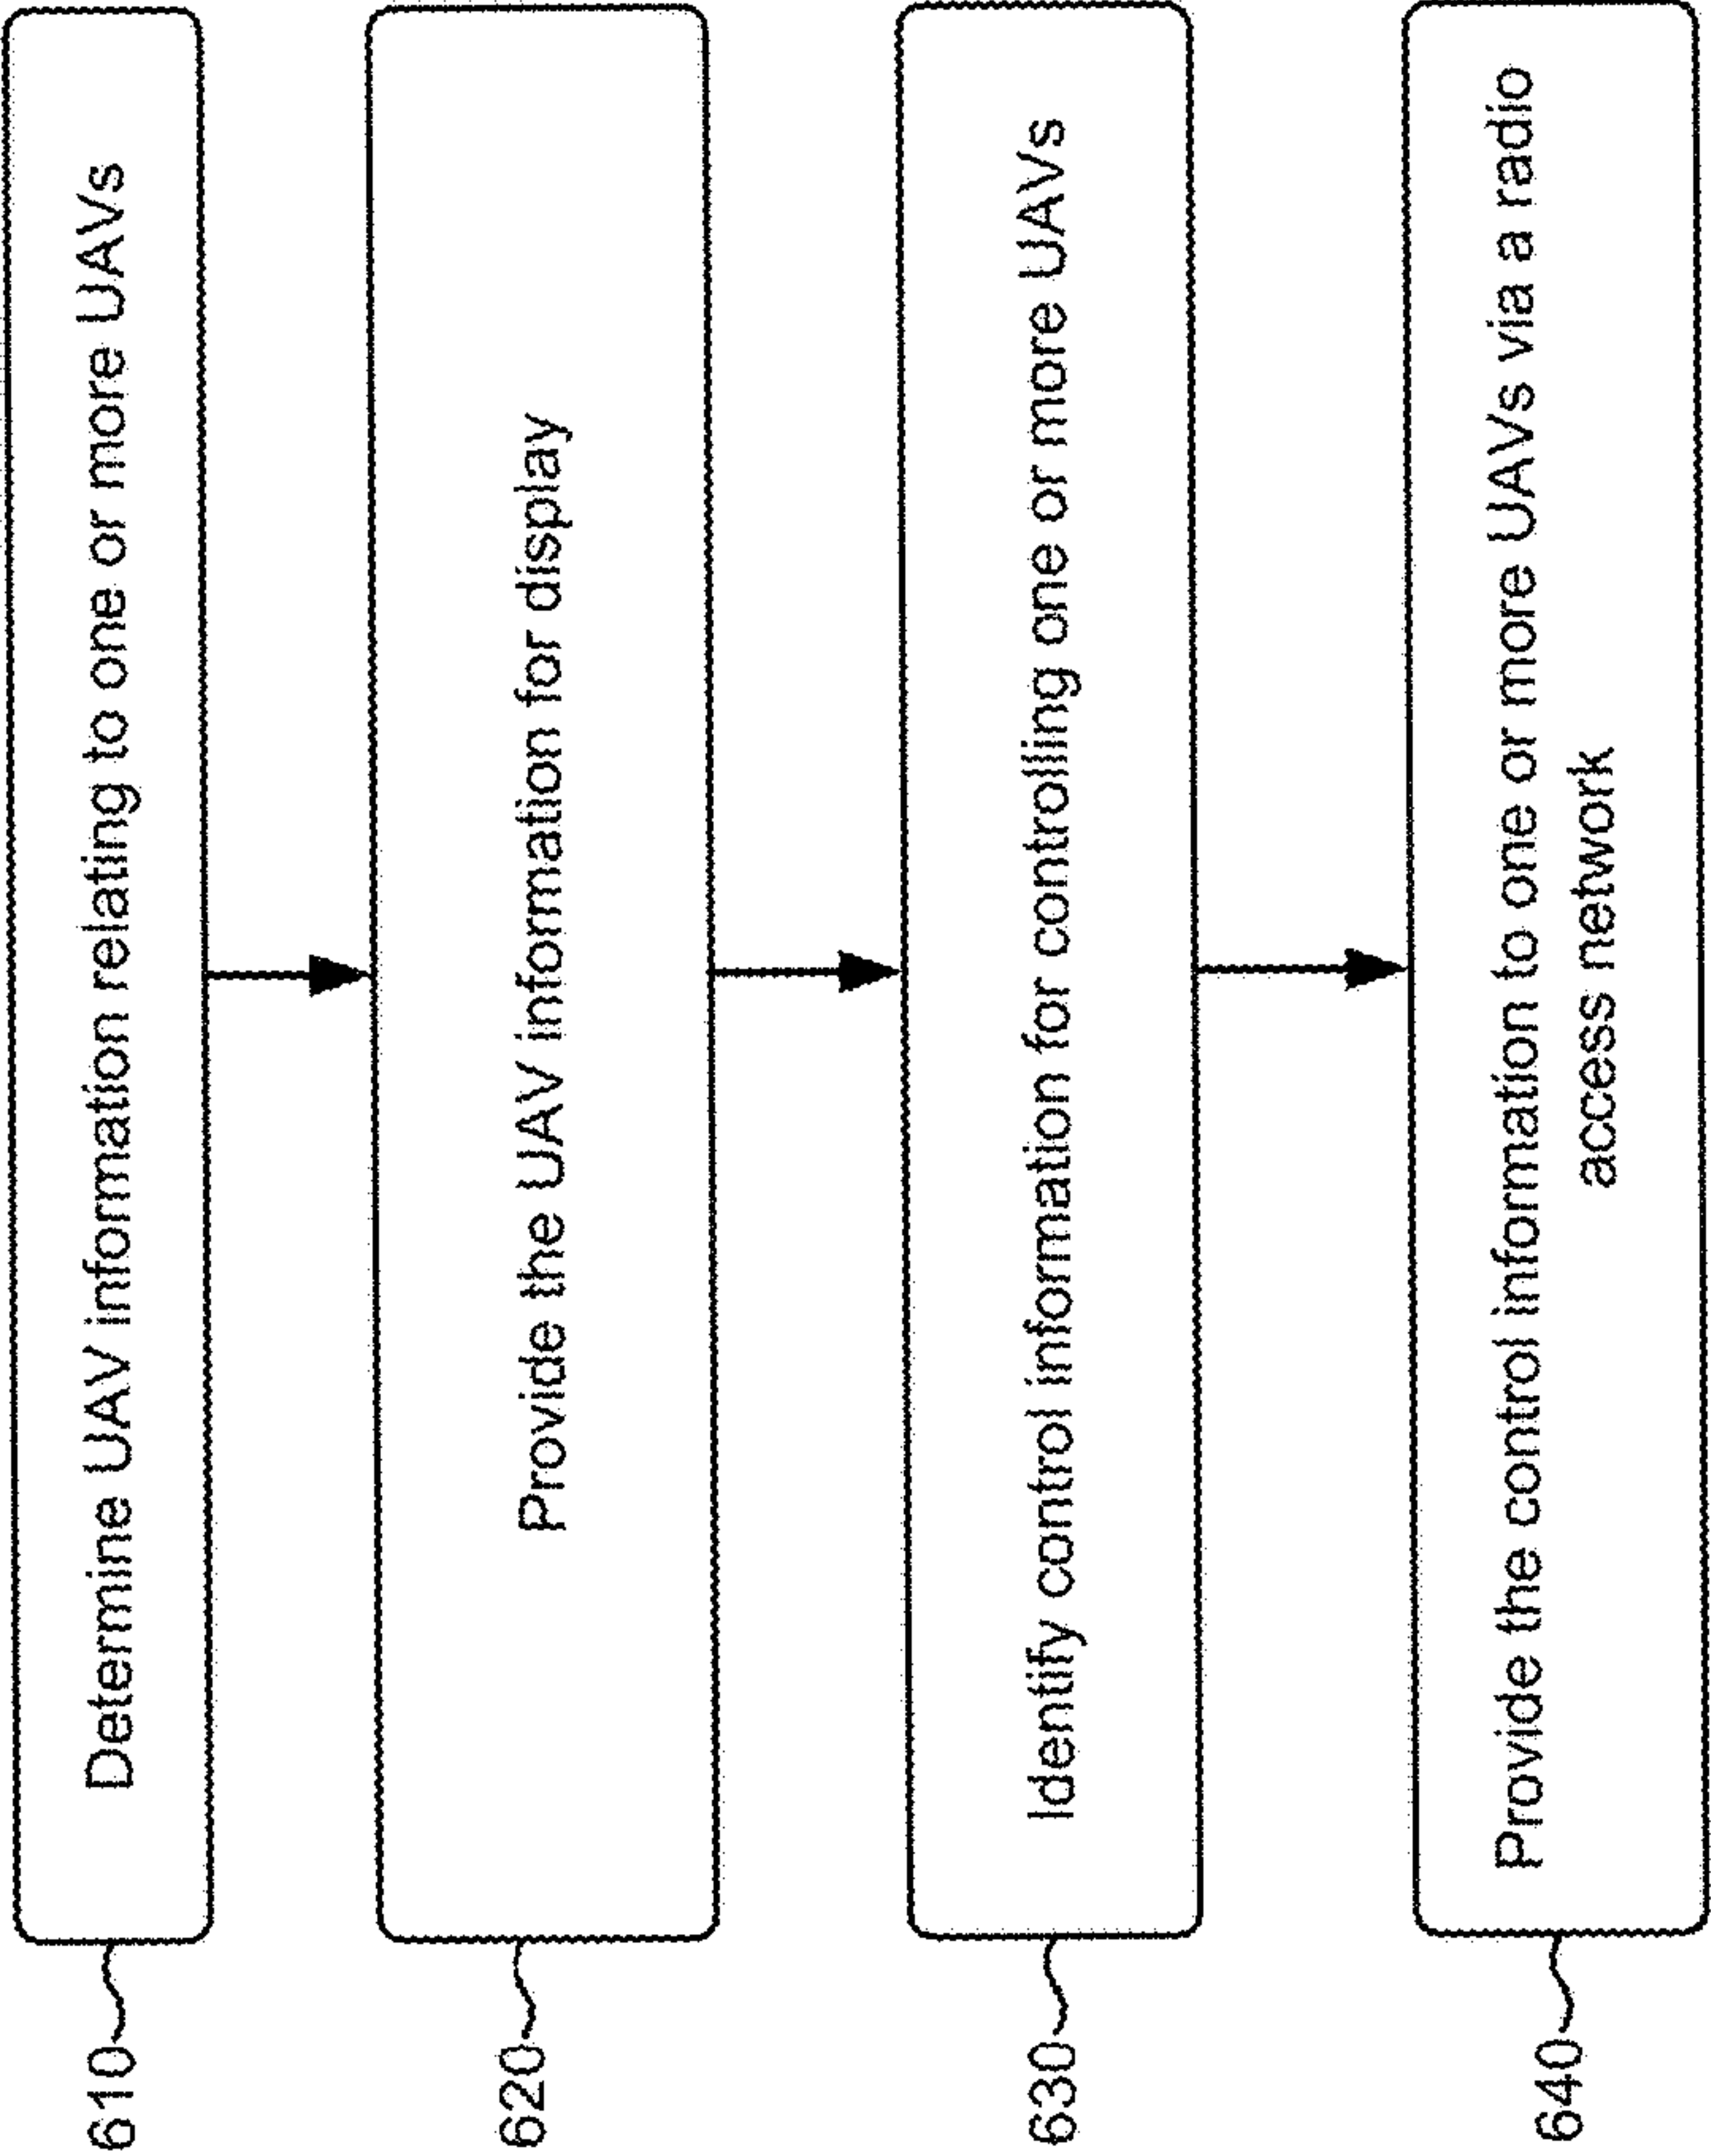 610
Determine UAV information relating to one or more UAVs
620
Provide the UAV information for display
630
Identify control information for controlling one or more UAVs
640
Provide the control information to one or more UAVs via a radio
access network